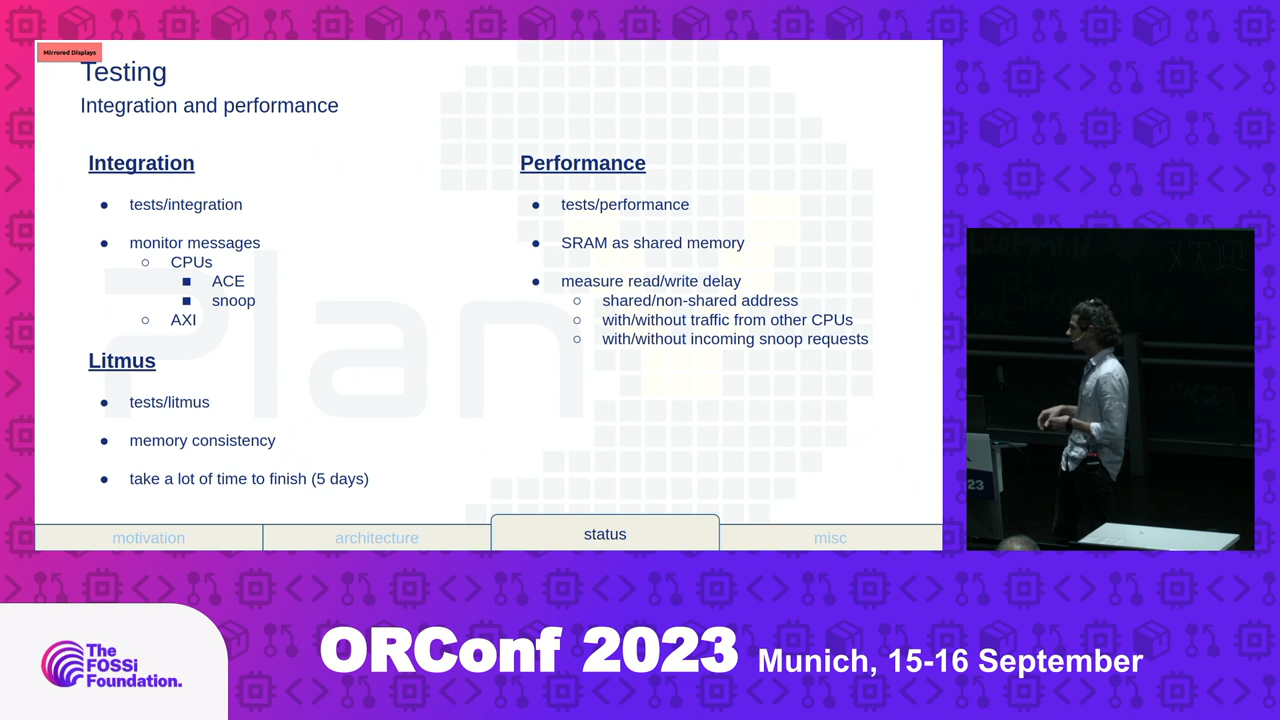 Mirrored Displays
Testing
Integration and performance
Integration
● tests/integration
● monitor messages
○ CPUs
■ ACE
■ snoop
○ AXI
Litmus
● tests/litmus
● memory consistency
● take a lot of time to finish (5 days)
Performance
● tests/performance
● SRAM as shared memory
● measure read/write delay
○ shared/non-shared address
○ with/without traffic from other CPUs
○ with/without incoming snoop requests
Plan
motivation
architecture
status
misc
23
The
FOSSi
Foundation.
ORConf 2023
Munich, 15-16 September